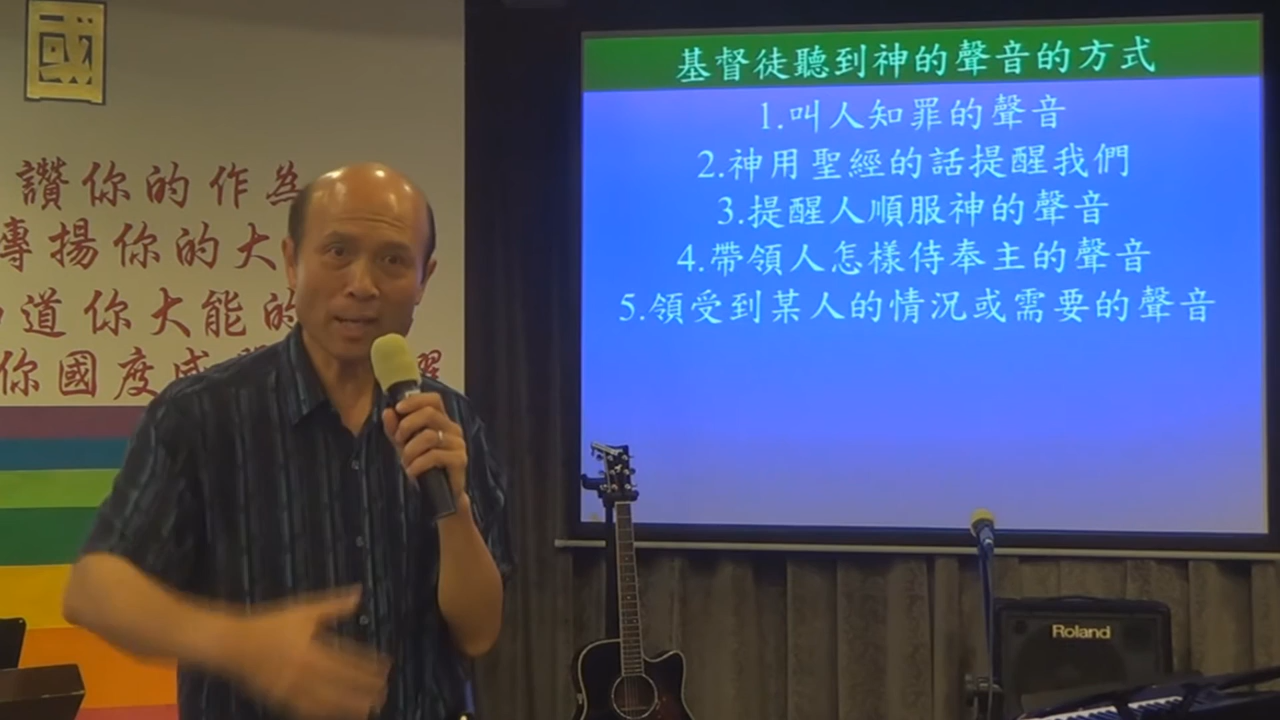 國
讚你的作為
傳揚你的大
道你大能的
你國度
耀
基督徒聽到神的聲音的方式
1.叫人知罪的聲音
2.神用聖經的話提醒我們
3.提醒人順服神的聲音
4.帶領人怎樣侍奉主的聲音
5.領受到某人的情況或需要的聲音
Roland